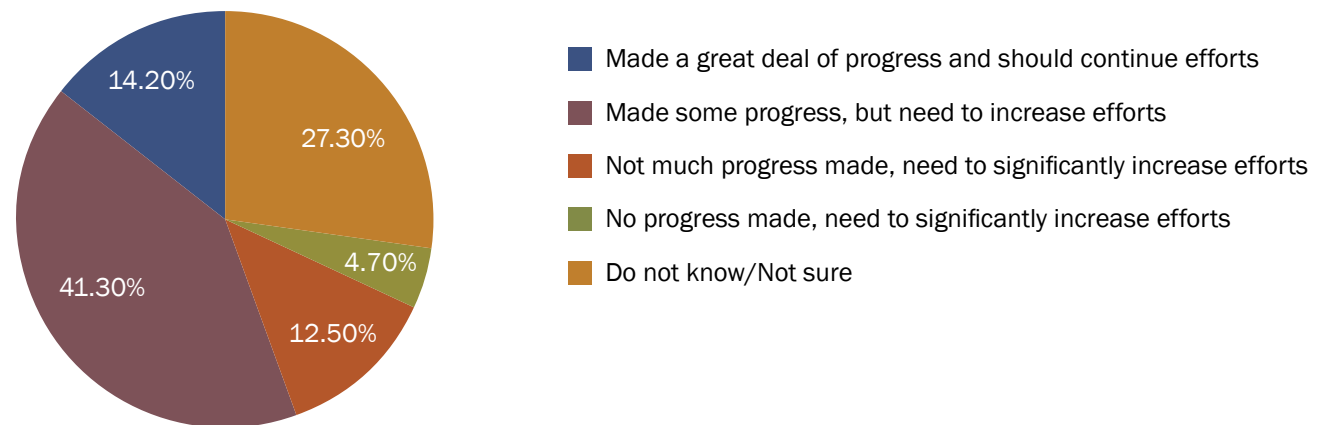 14.20%
27.30%
4.70%
12.50%
41.30%
Made a great deal of progress and should continue efforts
Made some progress, but need to increase efforts
Not much progress made, need to significantly increase efforts
No progress made, need to significantly increase efforts
Do not know/Not sure